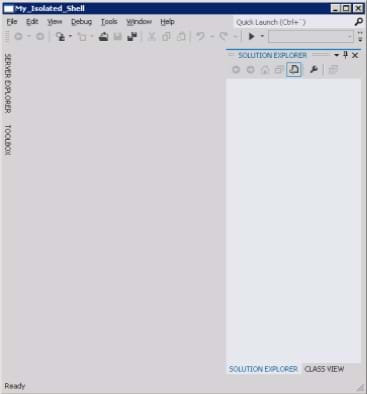 My_Isolated_Shell
File Edit View Debug Tools Window Help
Quick Launch (Ctrl+`)
SERVER EXPLORER
TOOLBOX
SOLUTION EXPLORER
SOLUTION EXPLORER CLASS VIEW
Ready